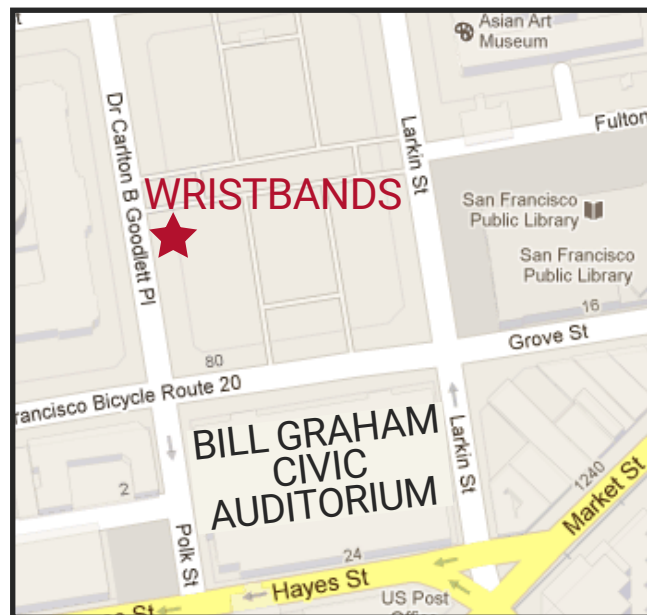 Asian Art
Museum
Dr Carlton B Goodlett Pl
Larkin St
Fulton
WRISTBANDS
San Francisco
Public Library
San Francisco
Public Library
16
Grove St
80
rancisco Bicycle Route 20
BILL GRAHAM
CIVIC
AUDITORIUM
Larkin St
1240
Market St
2
Polk St
24
Hayes St
US Post
St